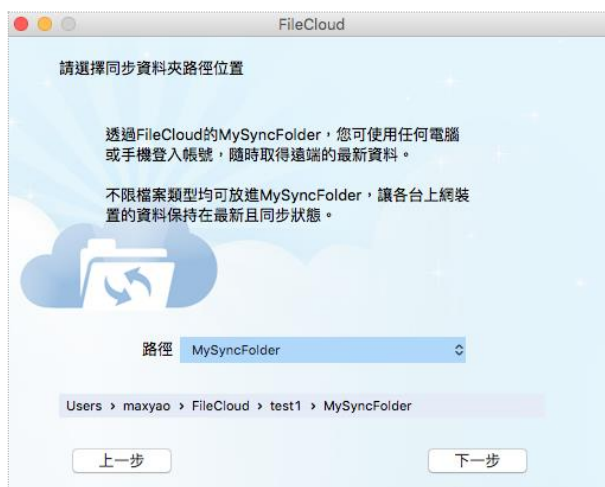 FileCloud
請選擇同步資料夾路徑位置
透過FileCloud的MySyncFolder，您可使用任何電腦
或手機登入帳號，隨時取得遠端的最新資料。
不限檔案類型均可放進MySyncFolder，讓各台上網裝
置的資料保持在最新且同步狀態。
路徑 MySyncFolder
Users › maxyao › FileCloud › test1 › MySyncFolder
上一步 下一步